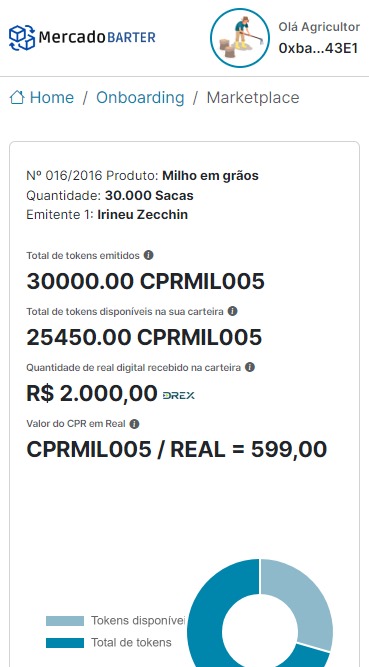 Mercado BARTER
Olá Agricultor
0xba...43E1
Home / Onboarding / Marketplace
Nº 016/2016 Produto: Milho em grãos
Quantidade: 30.000 Sacas
Emitente 1: Irineu Zecchin
Total de tokens emitidos
30000.00 CPRMIL005
Total de tokens disponíveis na sua carteira
25450.00 CPRMIL005
Quantidade de real digital recebido na carteira
R$ 2.000,00 DREX
Valor do CPR em Real
CPRMIL005 / REAL = 599,00
Tokens disponíve
Total de tokens